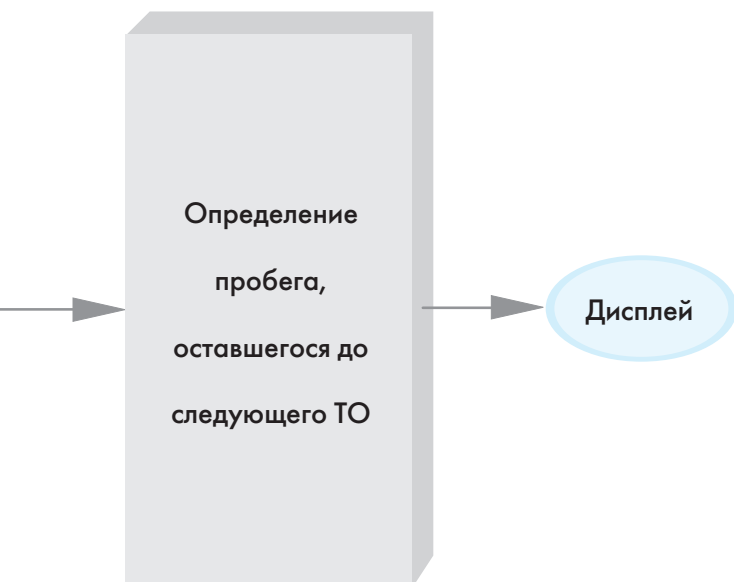 Определение
пробега,
оставшегося до
следующего ТО
Дисплей